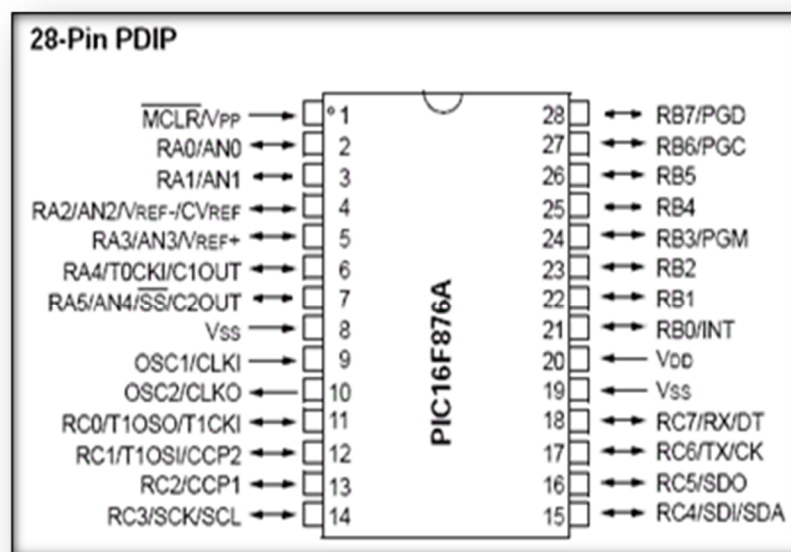 28-Pin PDIP
MCLR/VPP 1 28 RB7/PGD
RA0/AN0 2 27 RB6/PGC
RA1/AN1 3 26 RB5
RA2/AN2/VREF-/CVREF 4 25 RB4
RA3/AN3/VREF+ 5 24 RB3/PGM
RA4/T0CKI/C1OUT 6 23 RB2
RA5/AN4/SS/C2OUT 7 22 RB1
VSS 8 21 RB0/INT
OSC1/CLKI 9 20 VDD
OSC2/CLKO 10 19 VSS
RC0/T1OSO/T1CKI 11 18 RC7/RX/DT
RC1/T1OSI/CCP2 12 17 RC6/TX/CK
RC2/CCP1 13 16 RC5/SDO
RC3/SCK/SCL 14 15 RC4/SDI/SDA
PIC16F876A